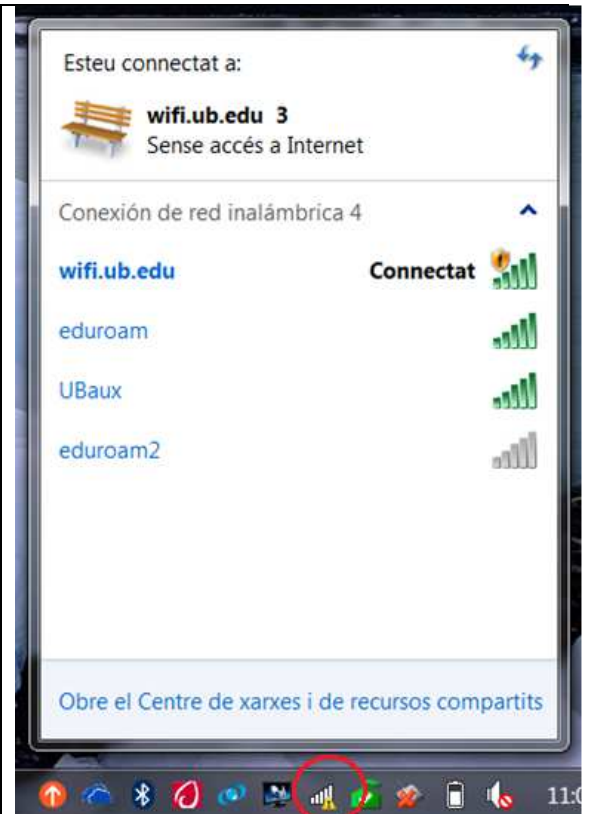 Esteu connectat a:
wifi.ub.edu 3
Sense accés a Internet
Conexión de red inalámbrica 4
wifi.ub.edu Connectat
eduroam
UBaux
eduroam2
Obre el Centre de xarxes i de recursos compartits